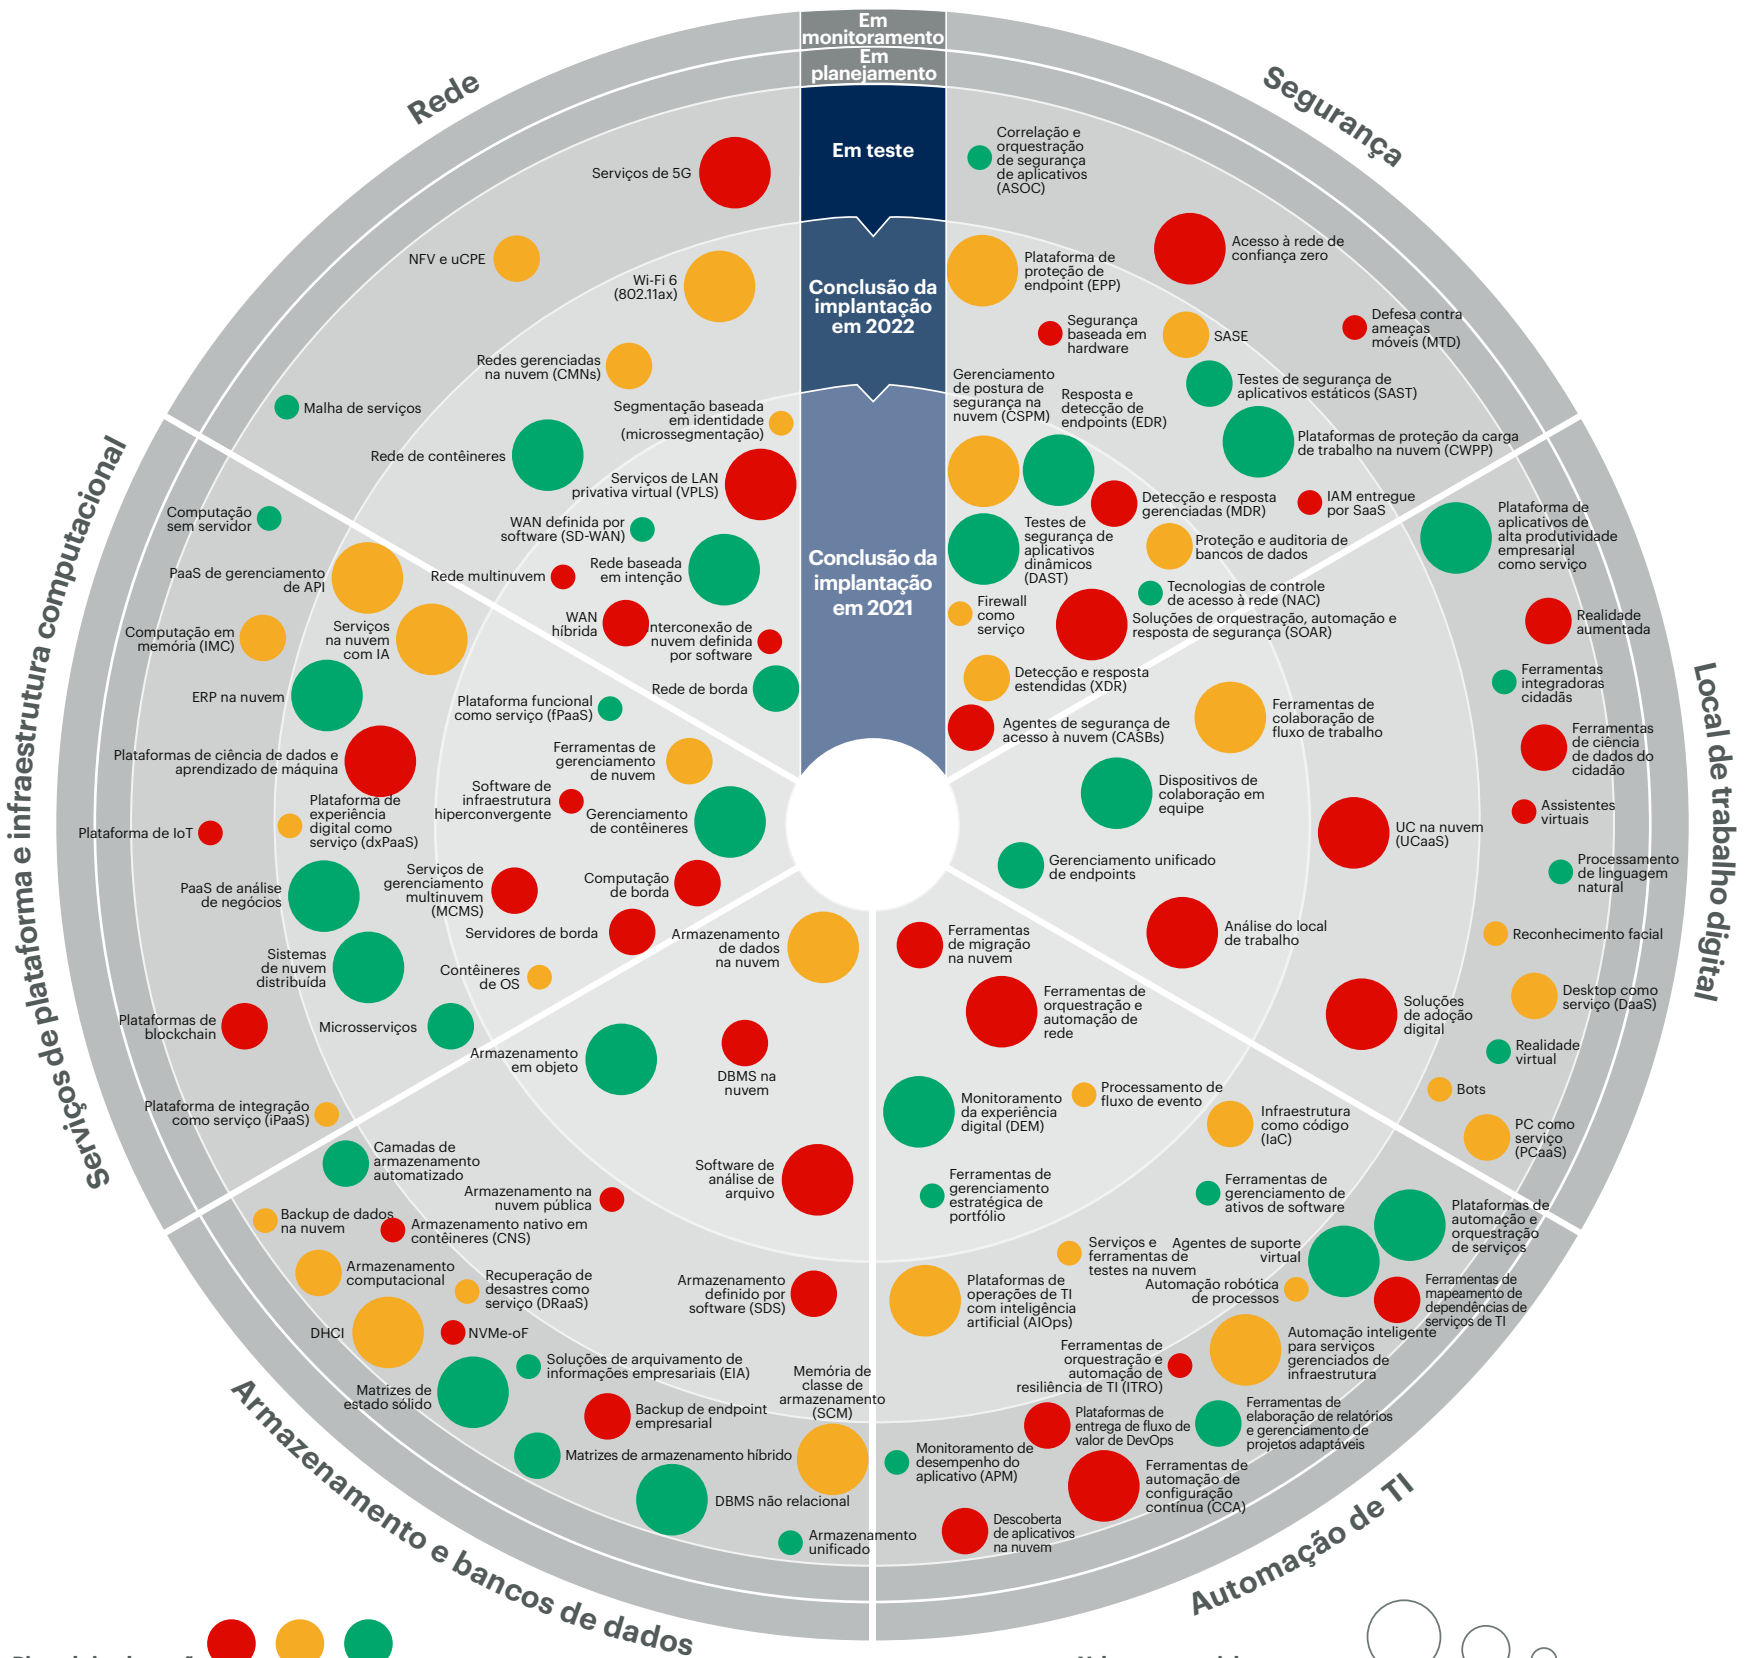 Em
monitoramento
Em
planejamento
Em teste
Conclusão da
implantação
em 2022
Conclusão da
implantação
em 2021
Rede
Serviços de 5G
NFV e uCPE
Wi-Fi 6
(802.11ax)
Redes gerenciadas
na nuvem (CMNs)
Malha de serviços
Segmentação baseada
em identidade
(microssegmentação)
Rede de contêineres
Serviços de LAN
privativa virtual (VPLS)
WAN definida por
software (SD-WAN)
Rede baseada
em intenção
Rede multinuvem
WAN
híbrida
Interconexão de
nuvem definida
por software
Rede de borda
Segurança
Correlação e
orquestração
de segurança
de aplicativos
(ASOC)
Acesso à rede de
confiança zero
Plataforma de
proteção de
endpoint (EPP)
Segurança
baseada em
hardware
SASE
Defesa contra
ameaças
móveis (MTD)
Gerenciamento
de postura de
segurança na
nuvem (CSPM)
Resposta e
detecção de
endpoints (EDR)
Testes de segurança de
aplicativos estáticos (SAST)
Plataformas de proteção da carga
de trabalho na nuvem (CWPP)
Detecção e resposta
gerenciadas (MDR)
IAM entregue
por SaaS
Testes de
segurança de
aplicativos
dinâmicos
(DAST)
Proteção e auditoria de
bancos de dados
Tecnologias de controle
de acesso à rede (NAC)
Firewall
como
serviço
Soluções de orquestração, automação e
resposta de segurança (SOAR)
Detecção e resposta
estendidas (XDR)
Agentes de segurança de
acesso à nuvem (CASBs)
Local de trabalho digital
Plataforma de
aplicativos de
alta produtividade
empresarial
como serviço
Realidade
aumentada
Ferramentas
integradoras
cidadãs
Ferramentas de
colaboração de
fluxo de trabalho
Ferramentas
de ciência
de dados do
cidadão
Dispositivos de
colaboração em
equipe
Assistentes
virtuais
UC na nuvem
(UCaaS)
Gerenciamento unificado
de endpoints
Processamento
de linguagem
natural
Análise do local
de trabalho
Reconhecimento facial
Desktop como
serviço (DaaS)
Soluções
de adoção
digital
Realidade
virtual
Bots
PC como
serviço
(PCaaS)
Serviços de plataforma e infraestrutura computacional
Computação
sem servidor
PaaS de gerenciamento
de API
Computação em
memória (IMC)
Serviços
na nuvem
com IA
ERP na nuvem
Plataforma funcional
como serviço (fPaaS)
Plataformas de ciência de dados e
aprendizado de máquina
Ferramentas de
gerenciamento
de nuvem
Software de
infraestrutura
hiperconvergente
Gerenciamento
de contêineres
Plataforma de IoT
Plataforma de
experiência
digital como
serviço (dxPaaS)
PaaS de análise
de negócios
Serviços de
gerenciamento
multinuvem
(MCMS)
Computação
de borda
Servidores de borda
Sistemas
de nuvem
distribuída
Contêineres
de OS
Plataformas de
blockchain
Microsserviços
Plataforma de integração
como serviço (iPaaS)
Armazenamento e bancos de dados
Armazenamento
de dados
na nuvem
Armazenamento
em objeto
DBMS na
nuvem
Camadas de
armazenamento
automatizado
Software de
análise de
arquivo
Armazenamento na
nuvem pública
Backup de dados
na nuvem
Armazenamento nativo em
contêineres (CNS)
Armazenamento
computacional
Recuperação de
desastres como
serviço (DRaaS)
Armazenamento
definido por
software (SDS)
DHCI
NVMe-oF
Soluções de arquivamento de
informações empresariais (EIA)
Matrizes de
estado sólido
Memória de
classe de
armazenamento
(SCM)
Backup de endpoint
empresarial
Matrizes de armazenamento híbrido
DBMS não relacional
Armazenamento
unificado
Automação de TI
Ferramentas
de migração
na nuvem
Ferramentas de
orquestração e
automação de
rede
Monitoramento
da experiência
digital (DEM)
Processamento de
fluxo de evento
Infraestrutura
como código
(IaC)
Ferramentas de
gerenciamento
estratégica de
portfólio
Ferramentas de
gerenciamento de
ativos de software
Plataformas de
automação e
orquestração
de serviços
Serviços e
ferramentas de
testes na nuvem
Agentes de suporte
virtual
Automação robótica
de processos
Plataformas de
operações de TI
com inteligência
artificial (AIOps)
Ferramentas de
mapeamento de
dependências de
serviços de TI
Automação inteligente
para serviços
gerenciados de
infraestrutura
Ferramentas de
orquestração e
automação de
resiliência de TI (ITRO)
Plataformas de
entrega de fluxo de
valor de DevOps
Ferramentas de
elaboração de relatórios
e gerenciamento de
projetos adaptáveis
Monitoramento de
desempenho do
aplicativo (APM)
Ferramentas de
automação de
configuração
contínua (CCA)
Descoberta
de aplicativos
na nuvem